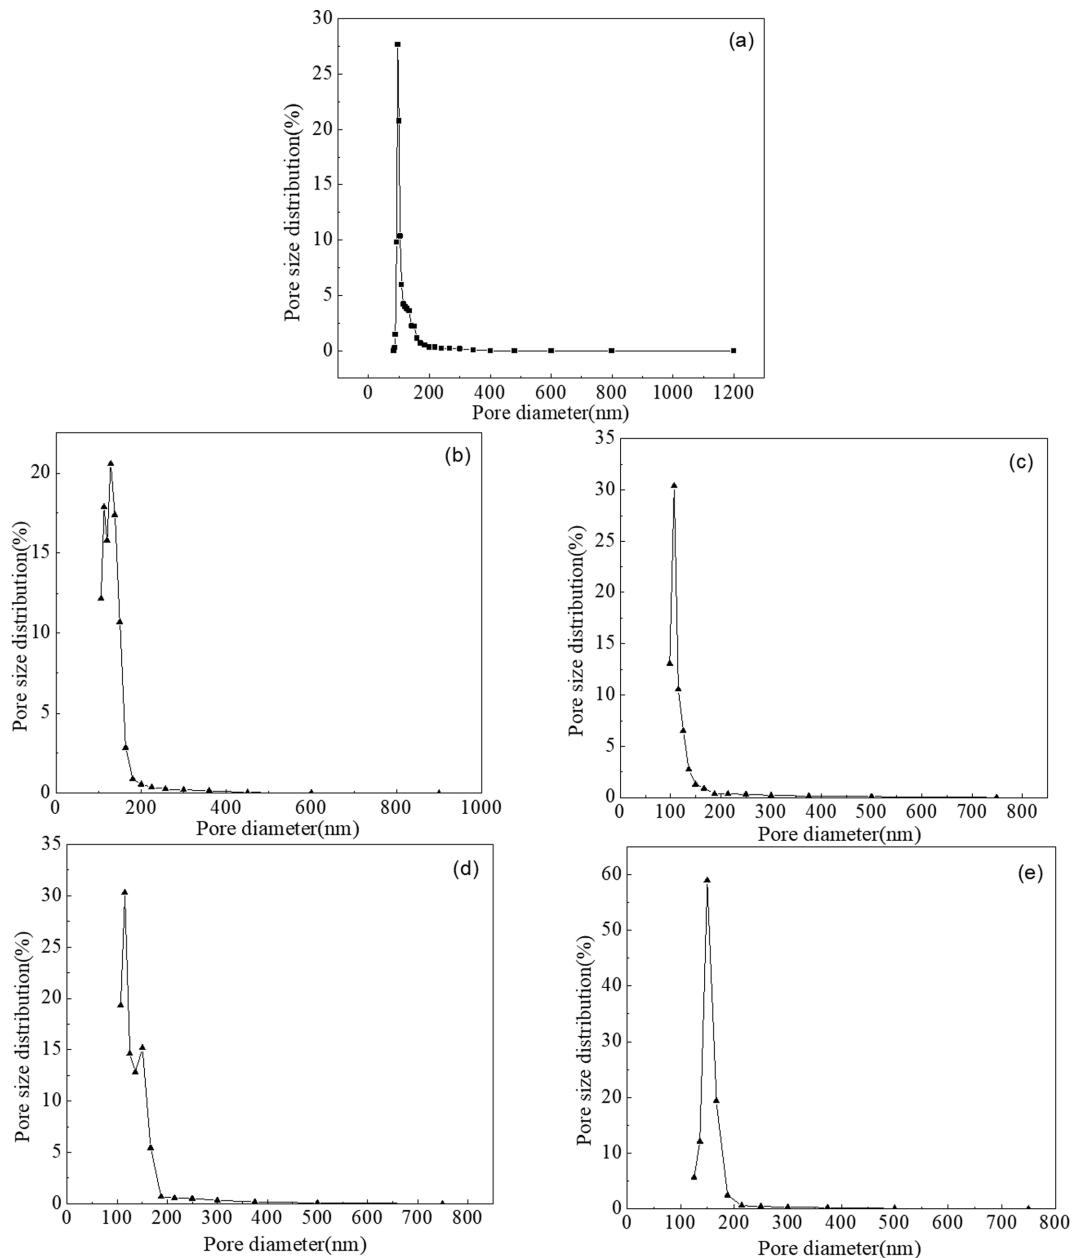 (a)
Pore size distribution(%)
30
25
20
15
10
5
0
0 200 400 600 800 1000 1200
Pore diameter(nm)
(b)
Pore size distribution(%)
20
15
10
5
0
0 200 400 600 800 1000
Pore diameter(nm)
(c)
Pore size distribution(%)
35
30
25
20
15
10
5
0
0 100 200 300 400 500 600 700 800
Pore diameter(nm)
(d)
Pore size distribution(%)
35
30
25
20
15
10
5
0
0 100 200 300 400 500 600 700 800
Pore diameter(nm)
(e)
Pore size distribution(%)
60
50
40
30
20
10
0
0 100 200 300 400 500 600 700 800
Pore diameter(nm)